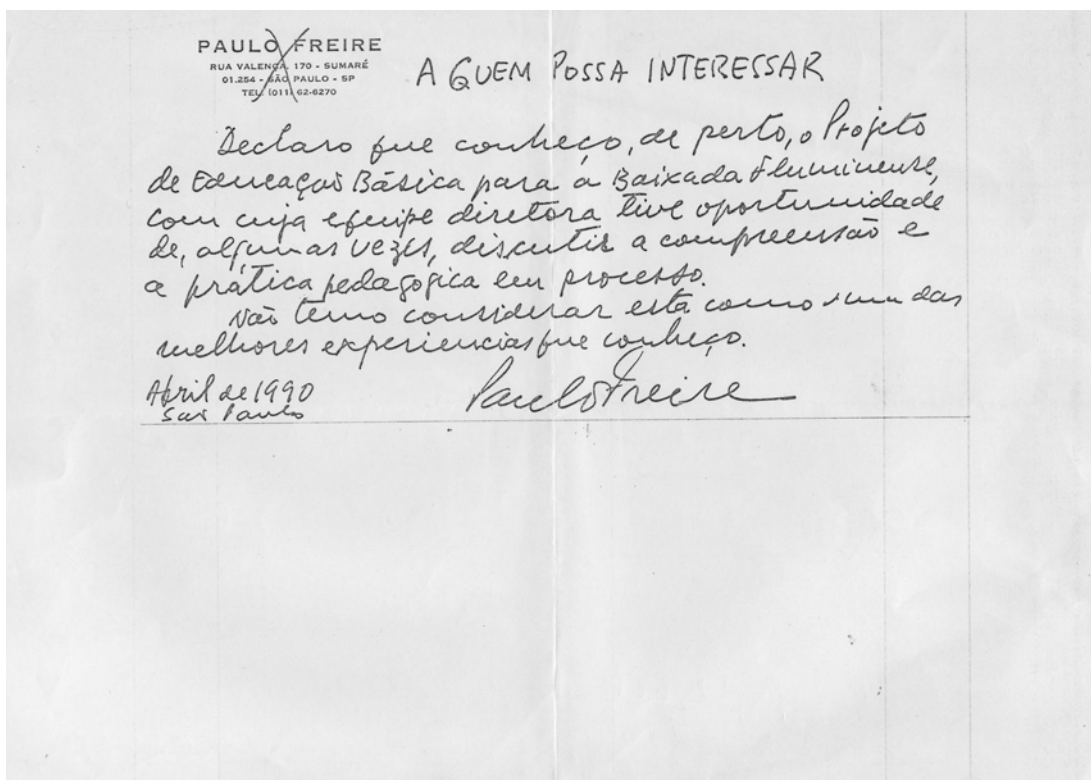 PAULO FREIRE
RUA VALENÇA, 170 - SUMARÉ
01.254 - SÃO PAULO - SP
TEL. (011) 62-6270
A QUEM POSSA INTERESSAR
Declaro que conheço, de perto, o Projeto
de Educação Básica para a Baixada Fluminense,
com cuja equipe diretora tive oportunidade
de, algumas vezes, discutir a compreensão e
a prática pedagógica em processo.
Não temo considerar esta como uma das
melhores experiencias que conheço.
Abril de 1990
São Paulo
Paulo Freire